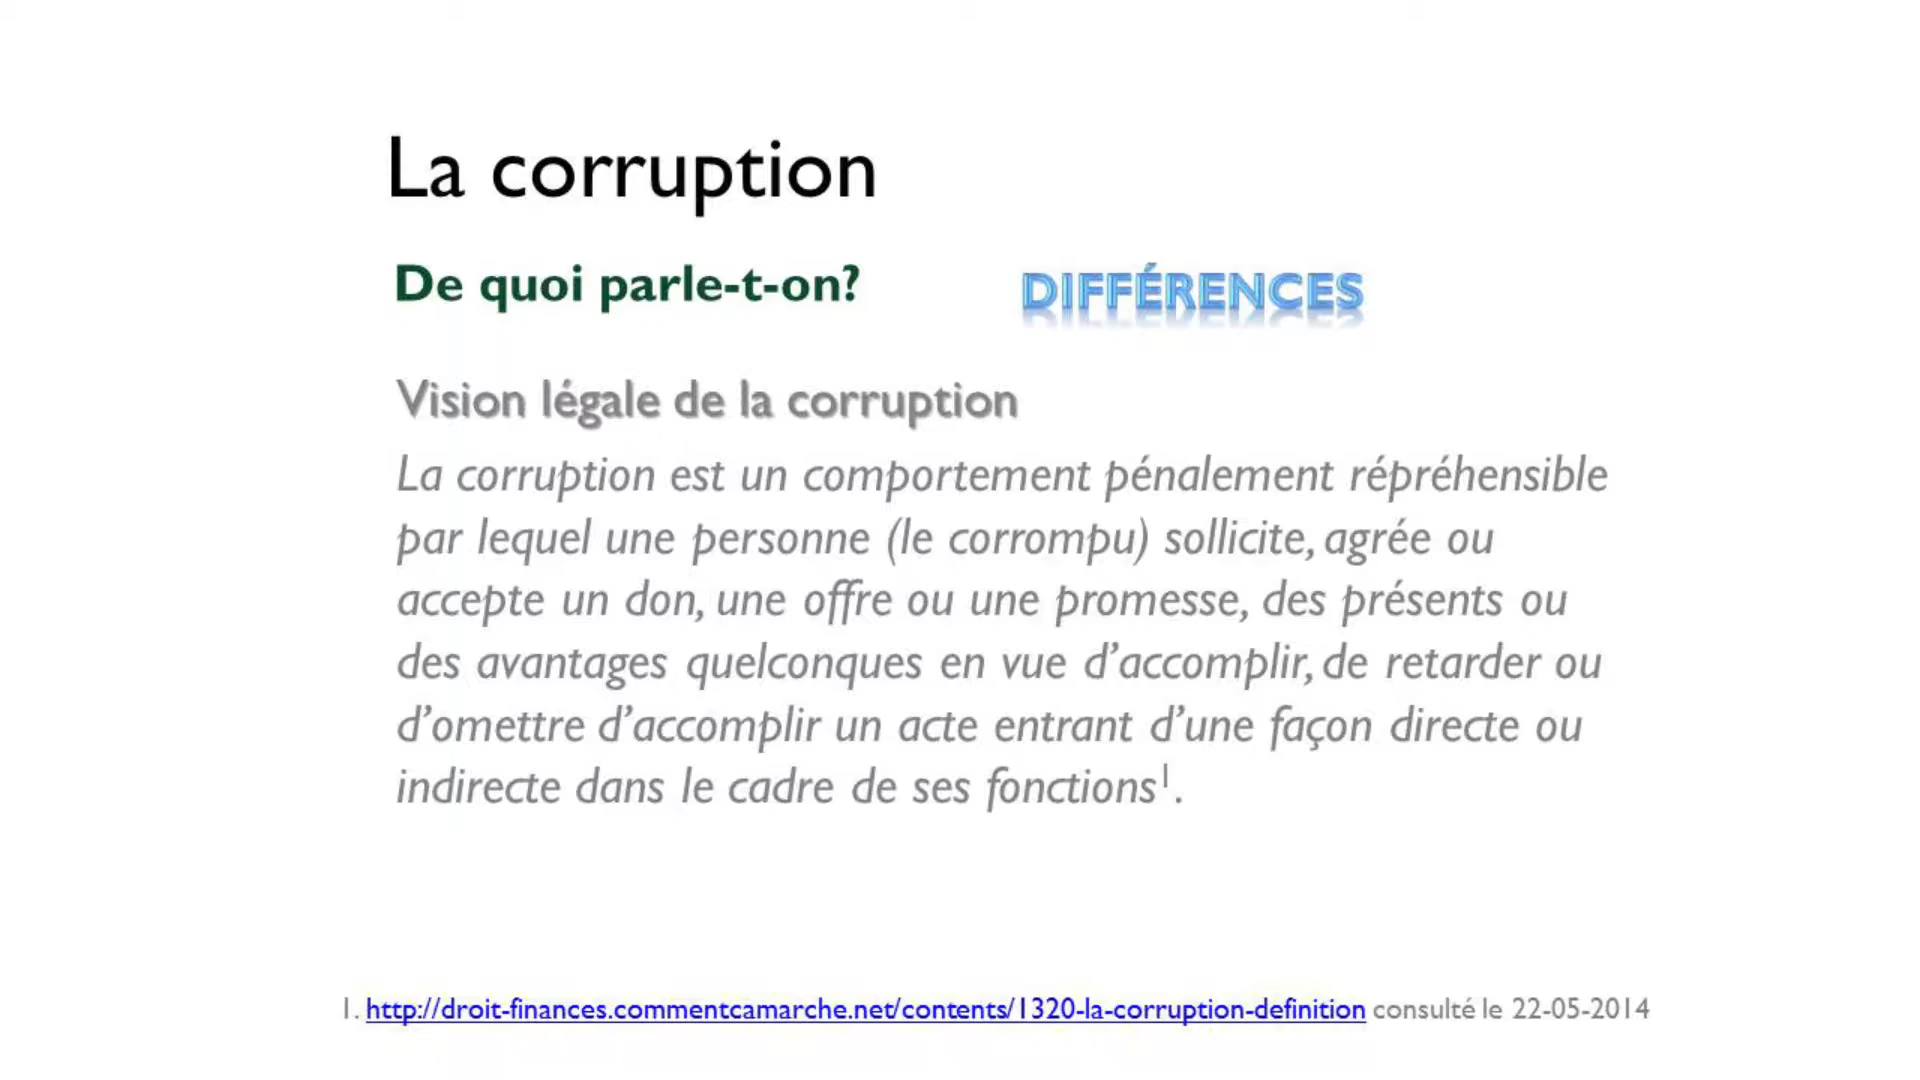 La corruption
De quoi parle-t-on?
DIFFÉRENCES
Vision légale de la corruption
La corruption est un comportement pénalement répréhensible
par lequel une personne (le corrompu) sollicite, agrée ou
accepte un don, une offre ou une promesse, des présents ou
des avantages quelconques en vue d’accomplir, de retarder ou
d’omettre d’accomplir un acte entrant d’une façon directe ou
indirecte dans le cadre de ses fonctions¹.
1. http://droit-finances.commentcamarche.net/contents/1320-la-corruption-definition consulté le 22-05-2014